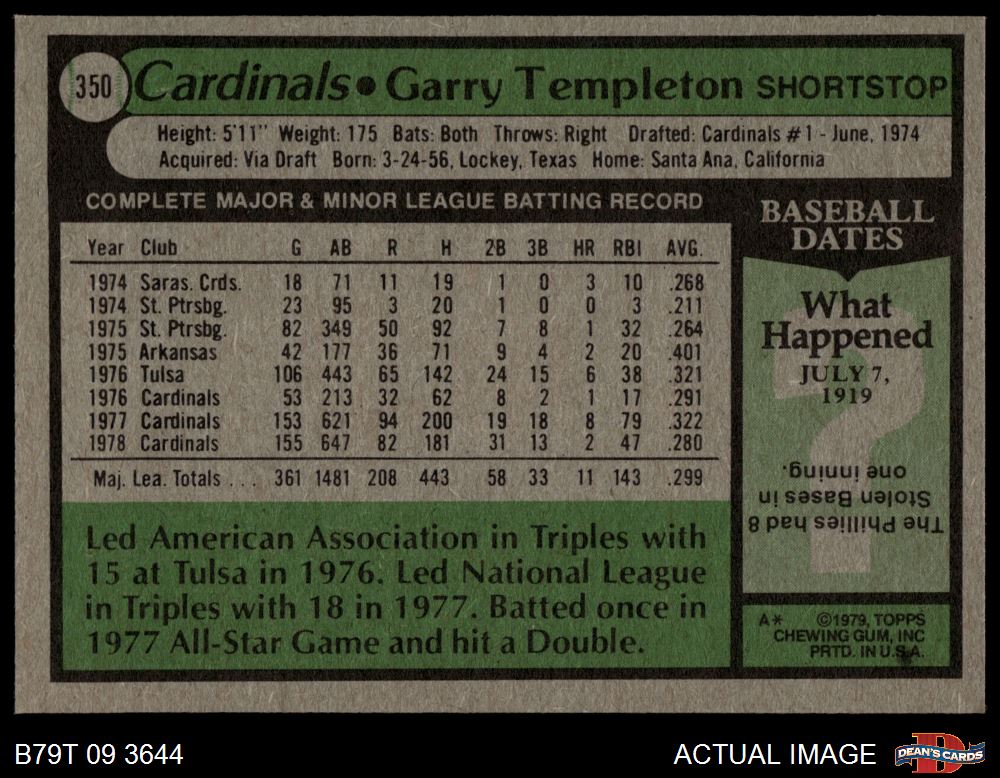 350 Cardinals • Garry Templeton SHORTSTOP
Height: 5'11" Weight: 175 Bats: Both Throws: Right Drafted: Cardinals #1 - June, 1974
Acquired: Via Draft Born: 3-24-56, Lockey, Texas Home: Santa Ana, California
COMPLETE MAJOR & MINOR LEAGUE BATTING RECORD
Year Club G AB R H 2B 3B HR RBI AVG.
1974 Saras. Crds. 18 71 11 19 1 0 3 10 .268
1974 St. Ptrsbg. 23 95 3 20 1 0 0 3 .211
1975 St. Ptrsbg. 82 349 50 92 7 8 1 32 .264
1975 Arkansas 42 177 36 71 9 4 2 20 .401
1976 Tulsa 106 443 65 142 24 15 6 38 .321
1976 Cardinals 53 213 32 62 8 2 1 17 .291
1977 Cardinals 153 621 94 200 19 18 8 79 .322
1978 Cardinals 155 647 82 181 31 13 2 47 .280
Maj. Lea. Totals . . . 361 1481 208 443 58 33 11 143 .299
Led American Association in Triples with
15 at Tulsa in 1976. Led National League
in Triples with 18 in 1977. Batted once in
1977 All-Star Game and hit a Double.
BASEBALL
DATES
What
Happened
JULY 7,
1919
The Phillies had 8
Stolen Bases in
one inning.
A* ©1979, TOPPS
CHEWING GUM, INC
PRTD. IN U.S.A.
B79T 09 3644
ACTUAL IMAGE
DEAN'S CARDS